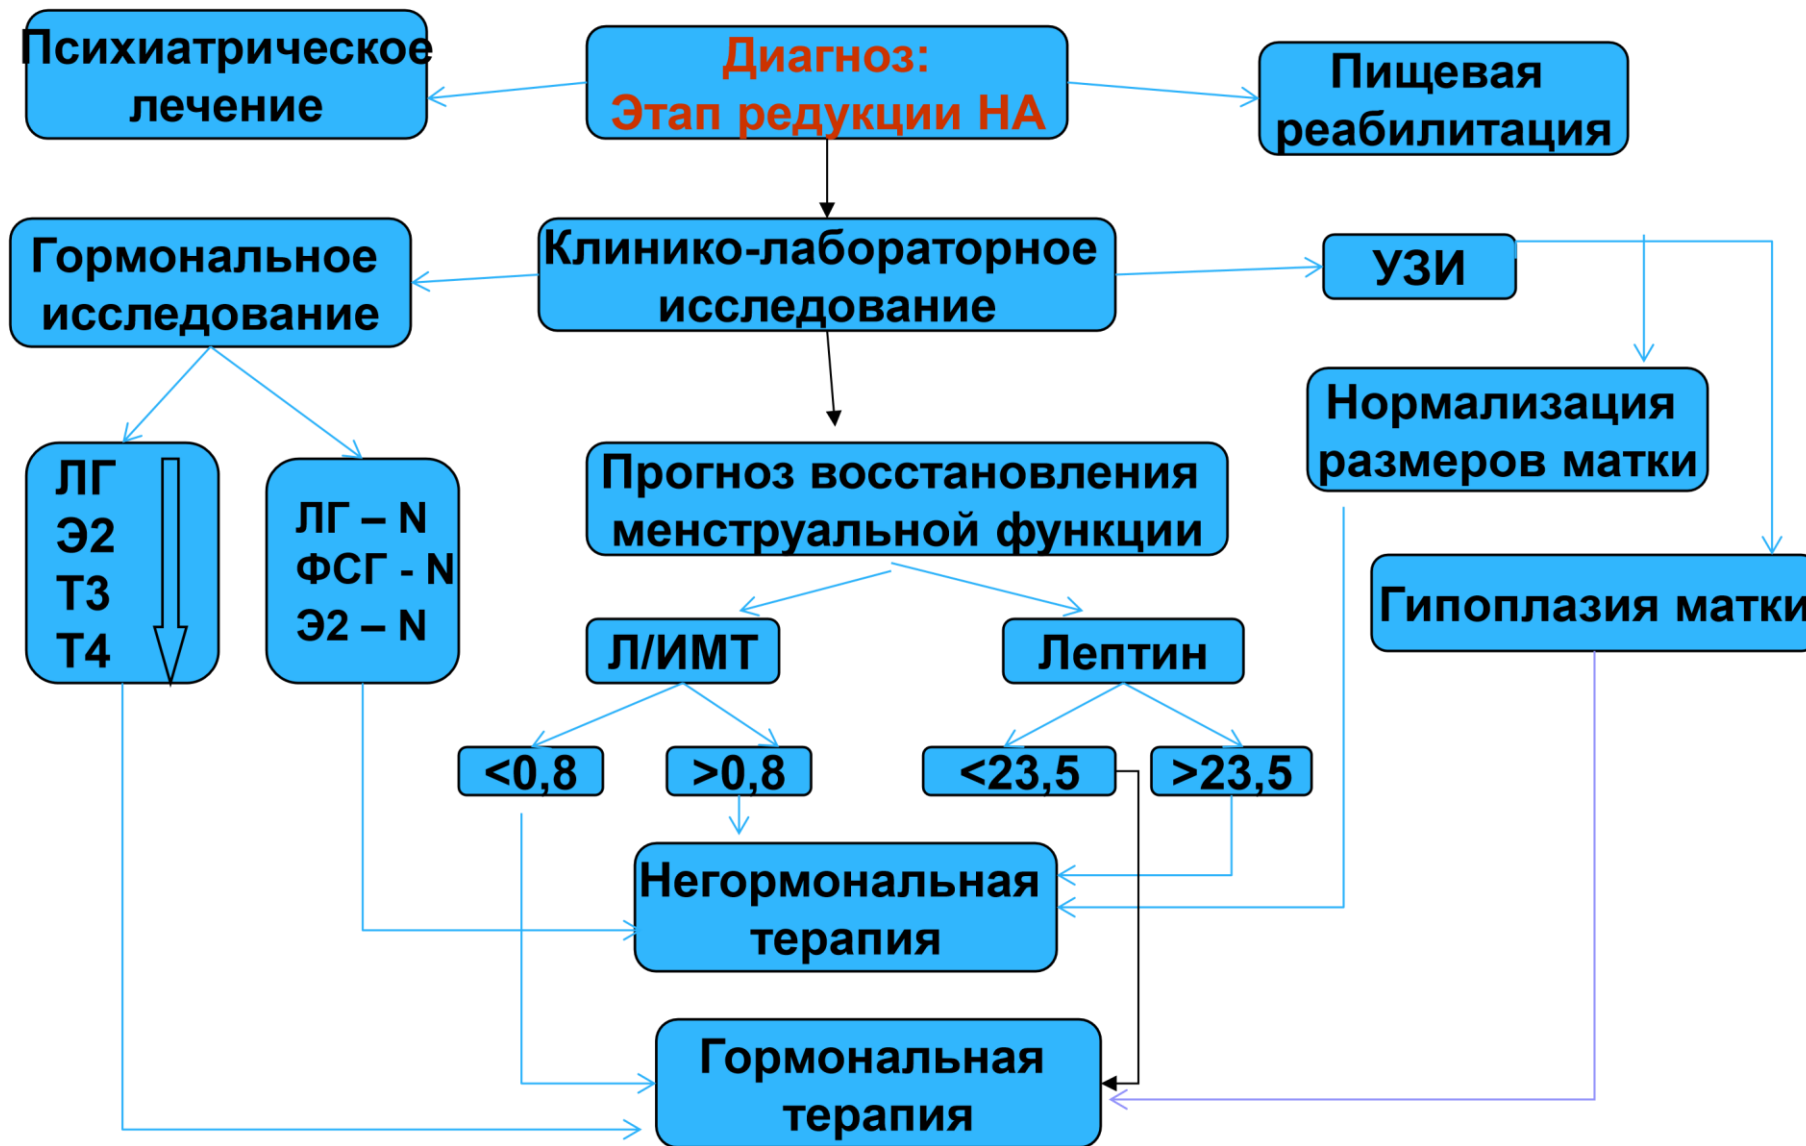 Психиатрическое
лечение
Диагноз:
Этап редукции НА
Пищевая
реабилитация
Гормональное
исследование
Клинико-лабораторное
исследование
УЗИ
Нормализация
размеров матки
ЛГ
Э2
Т3
Т4
ЛГ – N
ФСГ - N
Э2 – N
Прогноз восстановления
менструальной функции
Гипоплазия матки
Л/ИМТ
Лептин
<0,8
>0,8
<23,5
>23,5
Негормональная
терапия
Гормональная
терапия